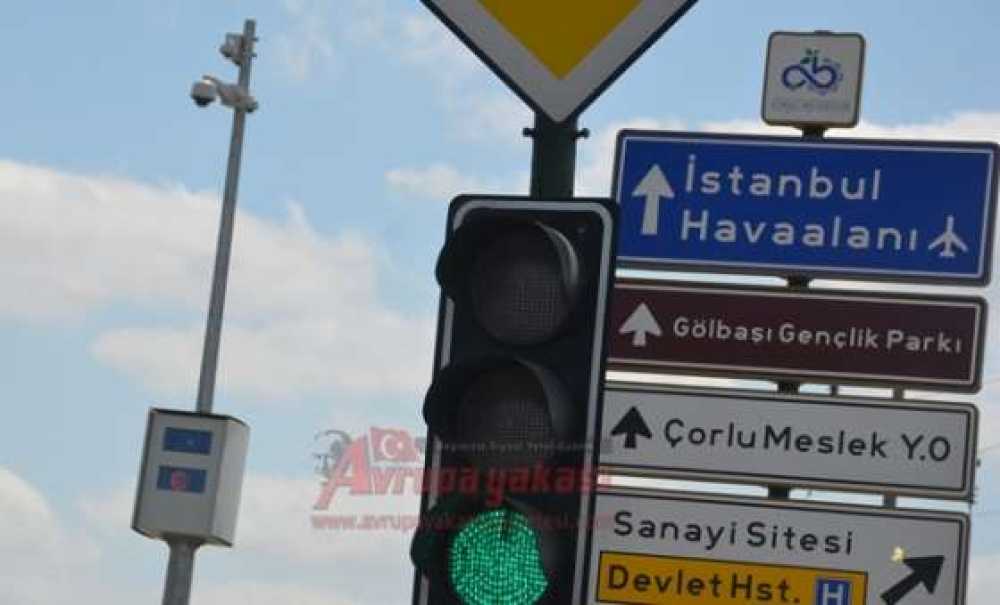 İstanbul
Havaalanı
Gölbaşı Gençlik Parkı
Çorlu Meslek Y.O
Sanayi Sitesi
Devlet Hst. H
Avrupa yakası